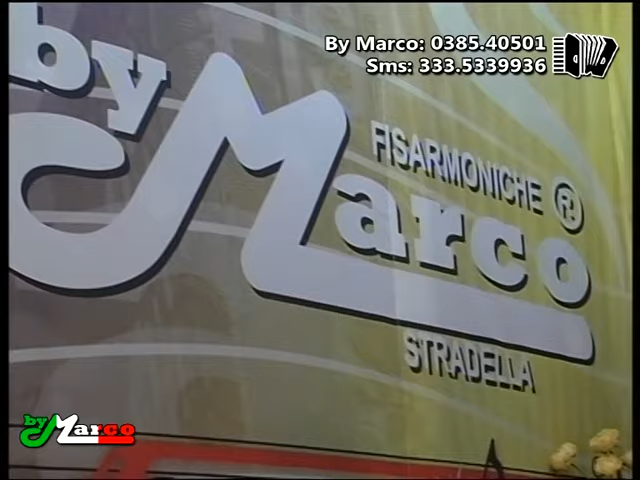 By Marco: 0385.40501
Sms: 333.5339936
by
Marco
FISARMONICHE
®
STRADELLA
by Marco